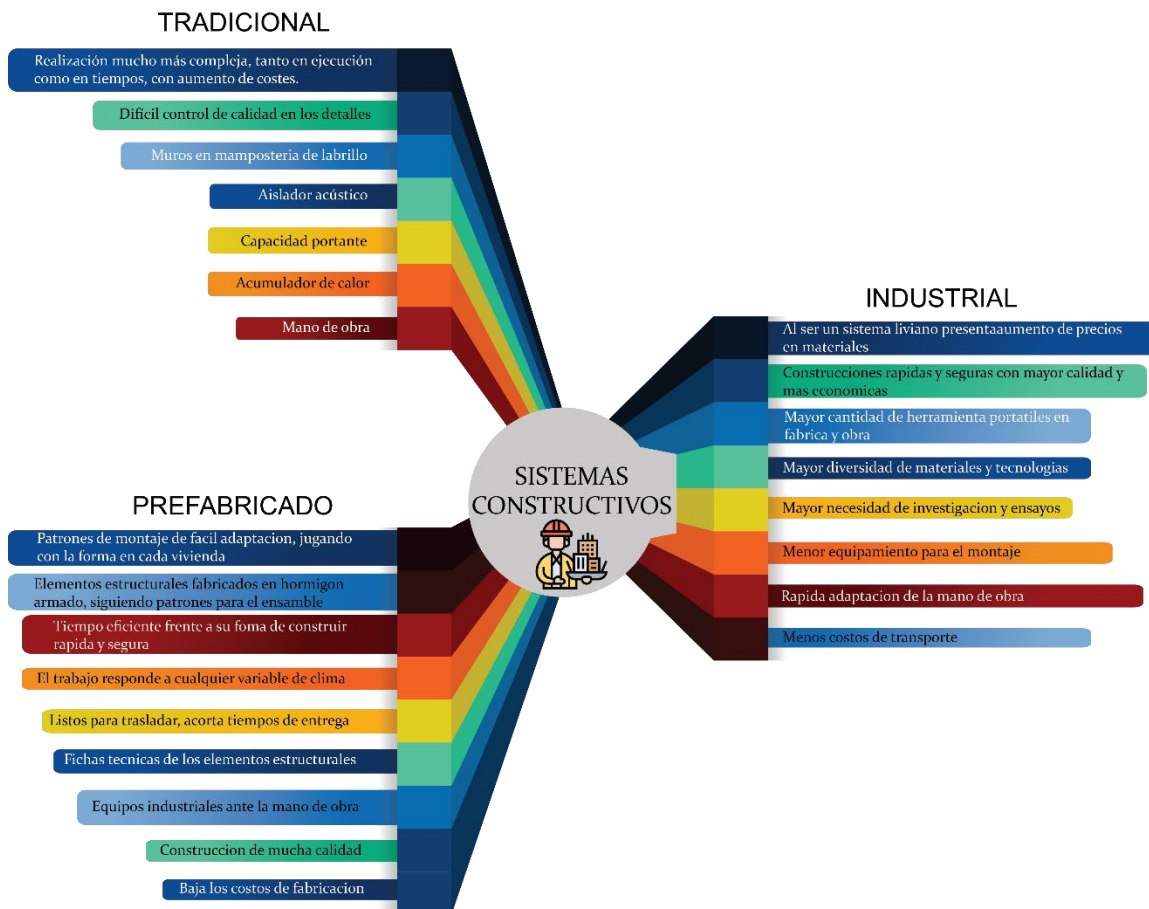 TRADICIONAL
Realización mucho más compleja, tanto en ejecución
como en tiempos, con aumento de costes.
Difícil control de calidad en los detalles
Muros en mamposteria de labrillo
Aislador acústico
Capacidad portante
Acumulador de calor
Mano de obra
INDUSTRIAL
Al ser un sistema liviano presentaaumento de precios
en materiales
Construcciones rapidas y seguras con mayor calidad y
mas economicas
Mayor cantidad de herramienta portatiles en
fabrica y obra
Mayor diversidad de materiales y tecnologias
Mayor necesidad de investigacion y ensayos
Menor equipamiento para el montaje
Rapida adaptacion de la mano de obra
Menos costos de transporte
SISTEMAS
CONSTRUCTIVOS
PREFABRICADO
Patrones de montaje de facil adaptacion, jugando
con la forma en cada vivienda
Elementos estructurales fabricados en hormigon
armado, siguiendo patrones para el ensamble
Tiempo eficiente frente a su foma de construir
rapida y segura
El trabajo responde a cualquier variable de clima
Listos para trasladar, acorta tiempos de entrega
Fichas tecnicas de los elementos estructurales
Equipos industriales ante la mano de obra
Construccion de mucha calidad
Baja los costos de fabricacion